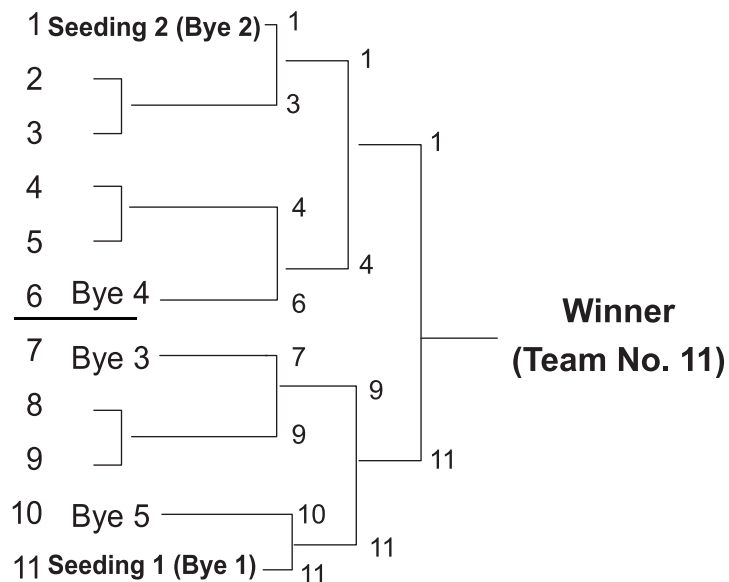 1 Seeding 2 (Bye 2) 1
1
2
3
3
1
4
4
5
4
6 Bye 4
6
Winner
(Team No. 11)
7 Bye 3 7
9
8
9
9
11
10 Bye 5 10
11
11 Seeding 1 (Bye 1) 11